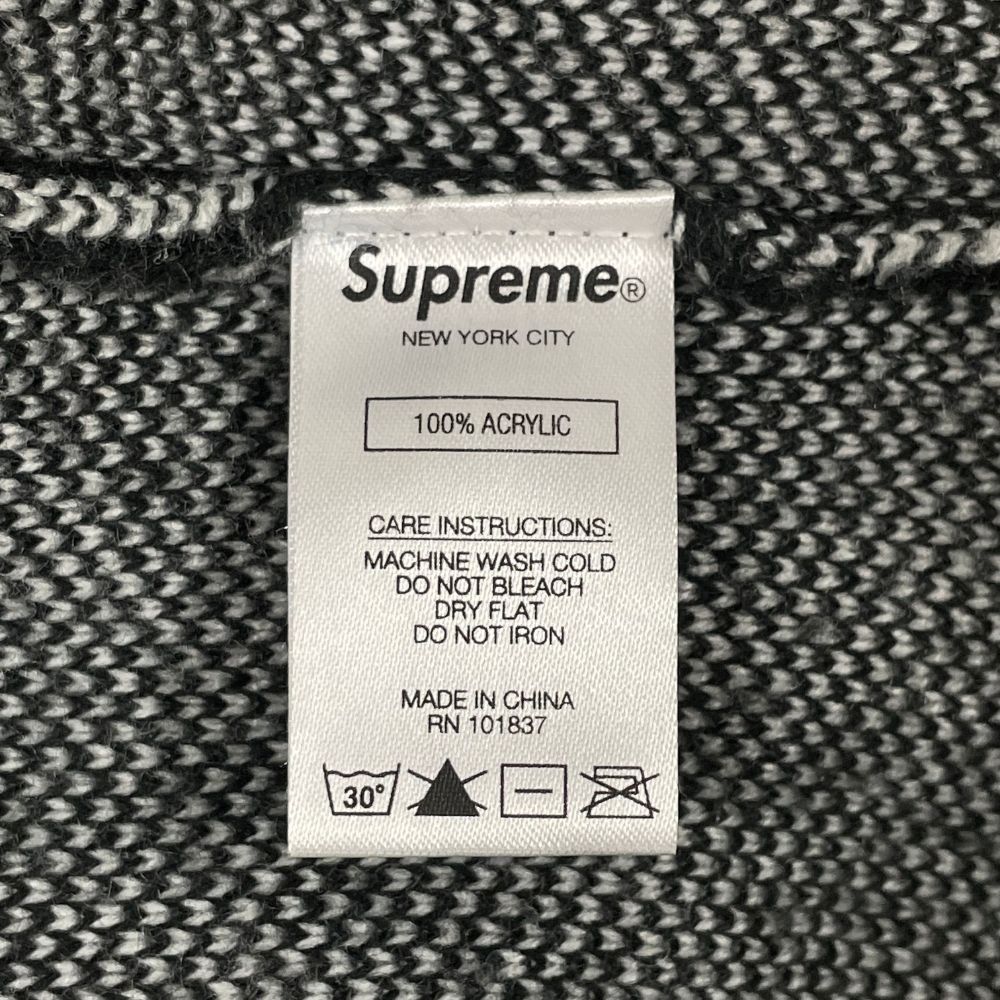 Supreme®
NEW YORK CITY
100% ACRYLIC
CARE INSTRUCTIONS:
MACHINE WASH COLD
DO NOT BLEACH
DRY FLAT
DO NOT IRON
MADE IN CHINA
RN 101837
30°